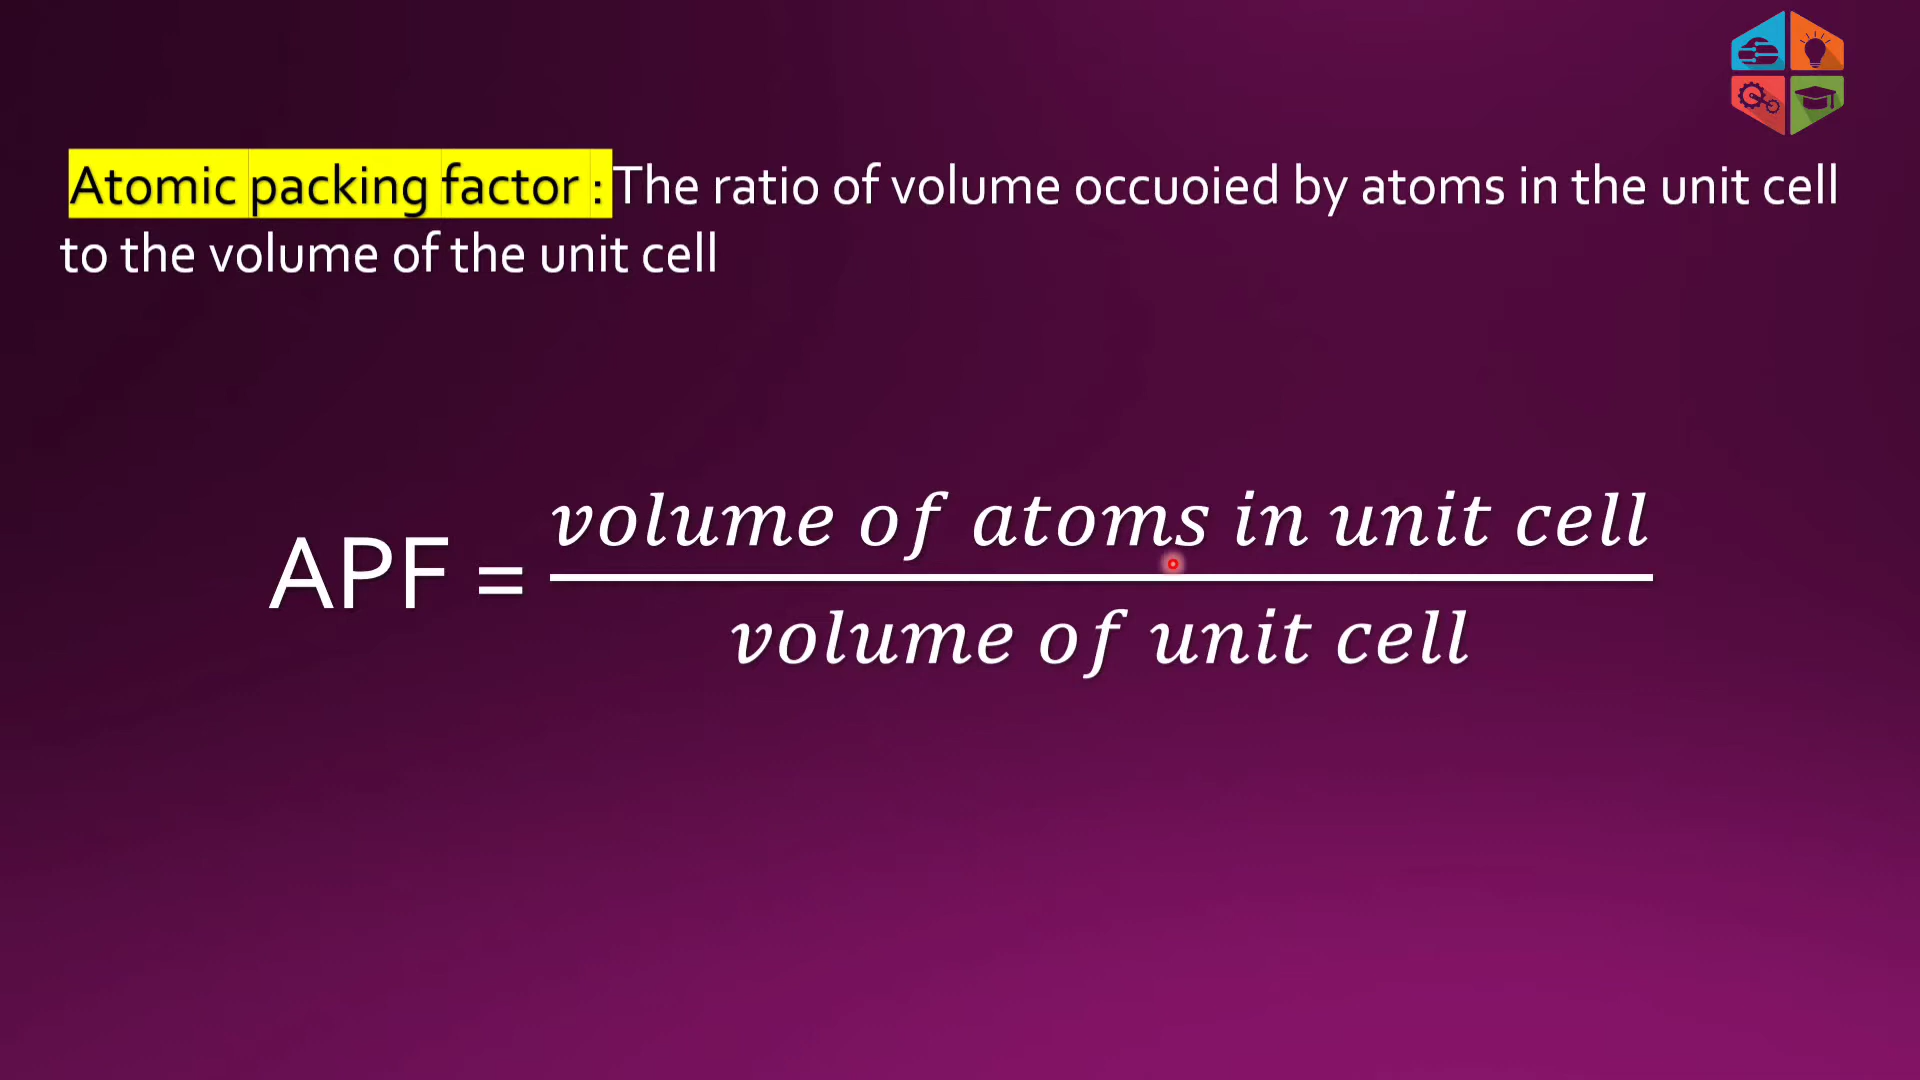 Atomic packing factor : The ratio of volume occuoied by atoms in the unit cell
to the volume of the unit cell
volume of atoms in unit cell
APF =
volume of unit cell